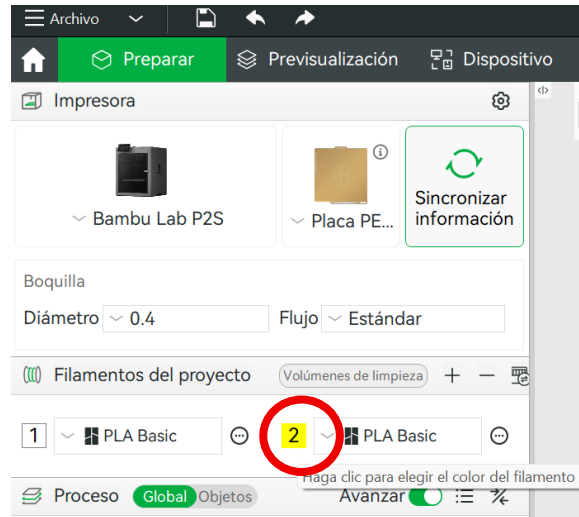 Archivo
Preparar
Previsualización
Dispositivo
Impresora
Bambu Lab P2S
Placa PE...
Sincronizar
información
Boquilla
Diámetro 0.4 Flujo Estándar
Filamentos del proyecto Volúmenes de limpieza
1 PLA Basic 2 PLA Basic
Haga clic para elegir el color del filamento
Proceso Global Objetos Avanzar